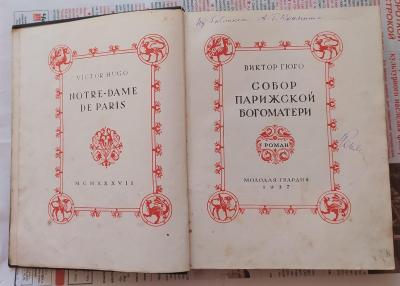 VICTOR HUGO
NOTRE-DAME
DE PARIS
MCMXXXVII
ВИКТОР ГЮГО
СОБОР
ПАРИЖСКОЙ
БОГОМАТЕРИ
РОМАН
МОЛОДАЯ ГВАРДИЯ
1937